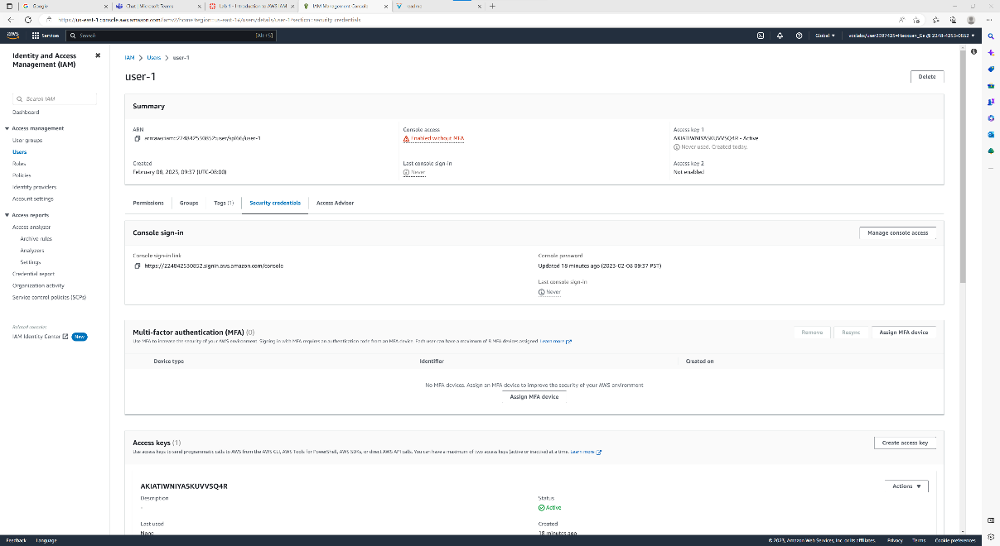 Google
Chat | Microsoft Teams
Lab 1 - Introduction to AWS IAM
IAM Management Console
readme
https://us-east-1.console.aws.amazon.com/iamv2/home?region=us-east-1#/users/details/user-1?section=security_credentials
aws
Services
Search
[Alt+S]
Global
voclabs/user2397425=Haoxuan_Ge @ 2248-4253-0852
Identity and Access
Management (IAM)
Search IAM
Dashboard
Access management
User groups
Users
Roles
Policies
Identity providers
Account settings
Access reports
Access analyzer
Archive rules
Analyzers
Settings
Credential report
Organization activity
Service control policies (SCPs)
Related consoles
IAM Identity Center
New
IAM > Users > user-1
user-1
Delete
Summary
ARN
arn:aws:iam::224842530852:user/spl66/user-1
Console access
Enabled without MFA
Access key 1
AKIATIWNIYASKUVVSQ4R - Active
Never used. Created today.
Created
February 08, 2023, 09:37 (UTC-08:00)
Last console sign-in
Never
Access key 2
Not enabled
Permissions
Groups
Tags (1)
Security credentials
Access Advisor
Console sign-in
Manage console access
Console sign-in link
https://224842530852.signin.aws.amazon.com/console
Console password
Updated 18 minutes ago (2023-02-08 09:37 PST)
Last console sign-in
Never
Multi-factor authentication (MFA) (0)
Use MFA to increase the security of your AWS environment. Signing in with MFA requires an authentication code from an MFA device. Each user can have a maximum of 8 MFA devices assigned. Learn more
Remove
Resync
Assign MFA device
Device type
Identifier
Created on
No MFA devices. Assign an MFA device to improve the security of your AWS environment
Assign MFA device
Access keys (1)
Use access keys to send programmatic calls to AWS from the AWS CLI, AWS Tools for PowerShell, AWS SDKs, or direct AWS API calls. You can have a maximum of two access keys (active or inactive) at a time. Learn more
Create access key
AKIATIWNIYASKUVVSQ4R
Actions
Description
-
Status
Active
Last used
None
Created
18 minutes ago
Feedback
Language
© 2023, Amazon Web Services, Inc. or its affiliates.
Privacy
Terms
Cookie preferences